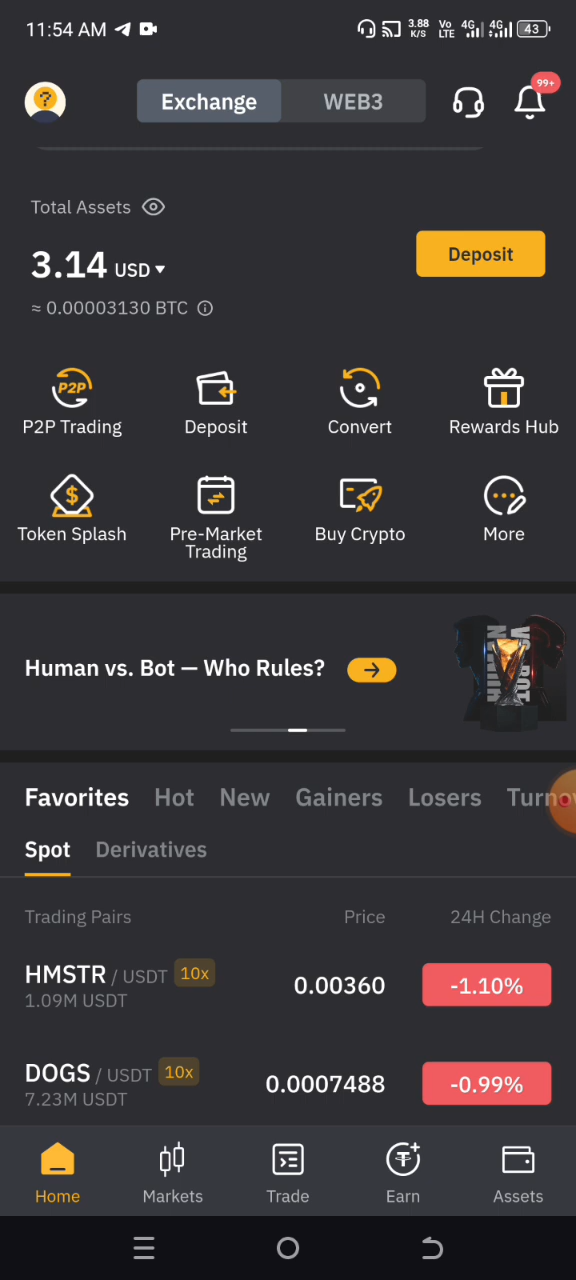 11:54 AM
3.88 K/S Vo LTE 4G 4G 43
Exchange WEB3 99+
Total Assets
3.14 USD
Deposit
≈ 0.00003130 BTC
P2P
P2P Trading Deposit Convert Rewards Hub
Token Splash Pre-Market Buy Crypto More
Trading
Human vs. Bot — Who Rules?
Favorites Hot New Gainers Losers
Spot Derivatives
Trading Pairs Price 24H Change
HMSTR / USDT 10x 0.00360 -1.10%
1.09M USDT
DOGS / USDT 10x 0.0007488 -0.99%
7.23M USDT
Home Markets Trade Earn Assets